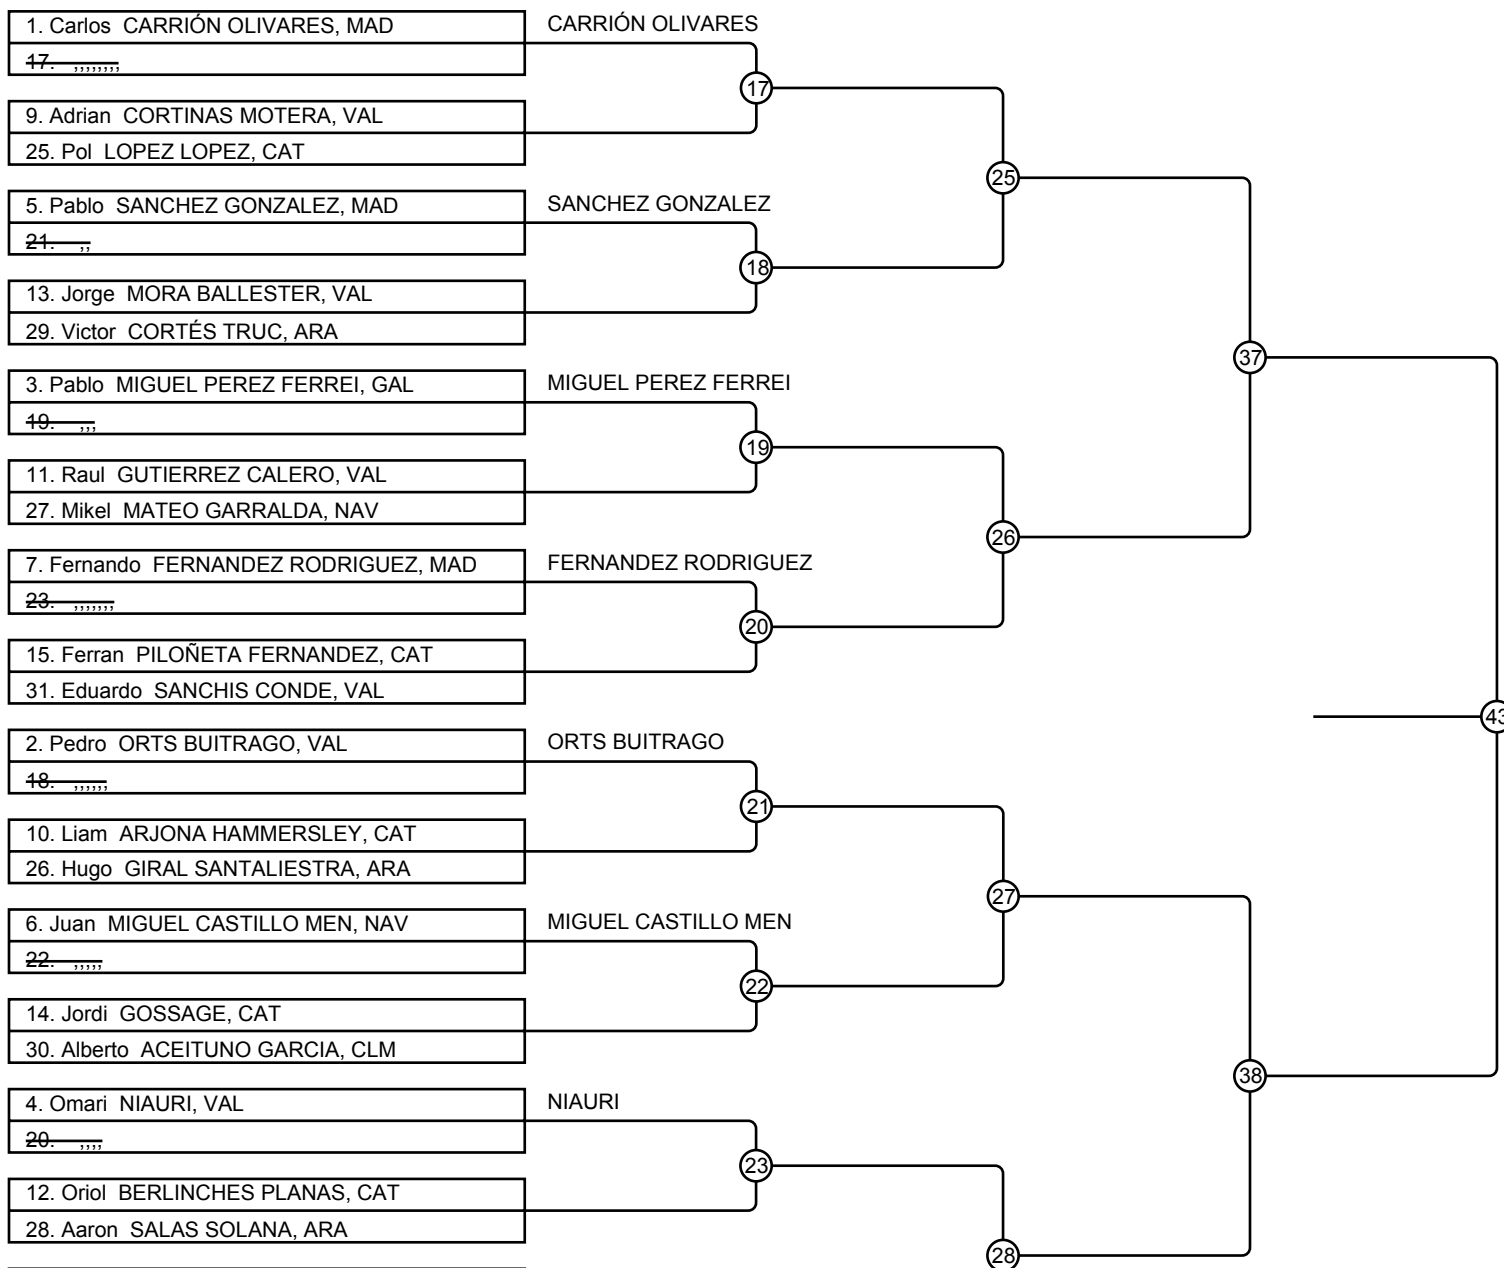 1. Carlos  CARRIÓN OLIVARES, MAD
CARRIÓN OLIVARES
17.   ,,,,,,,,
17
9. Adrian  CORTINAS MOTERA, VAL
25. Pol  LOPEZ LOPEZ, CAT
25
5. Pablo  SANCHEZ GONZALEZ, MAD
SANCHEZ GONZALEZ
21.    ,,
18
13. Jorge  MORA BALLESTER, VAL
29. Victor  CORTÉS TRUC, ARA
37
3. Pablo  MIGUEL PEREZ FERREI, GAL
MIGUEL PEREZ FERREI
19.    ,,,
19
11. Raul  GUTIERREZ CALERO, VAL
27. Mikel  MATEO GARRALDA, NAV
26
7. Fernando  FERNANDEZ RODRIGUEZ, MAD
FERNANDEZ RODRIGUEZ
23.   ,,,,,,,
20
15. Ferran  PILOÑETA FERNANDEZ, CAT
31. Eduardo  SANCHIS CONDE, VAL
43
2. Pedro  ORTS BUITRAGO, VAL
ORTS BUITRAGO
18.   ,,,,,,
21
10. Liam  ARJONA HAMMERSLEY, CAT
26. Hugo  GIRAL SANTALIESTRA, ARA
27
6. Juan  MIGUEL CASTILLO MEN, NAV
MIGUEL CASTILLO MEN
22.   ,,,,,
22
14. Jordi  GOSSAGE, CAT
30. Alberto  ACEITUNO GARCIA, CLM
38
4. Omari  NIAURI, VAL
NIAURI
20.    ,,,,
23
12. Oriol  BERLINCHES PLANAS, CAT
28. Aaron  SALAS SOLANA, ARA
28